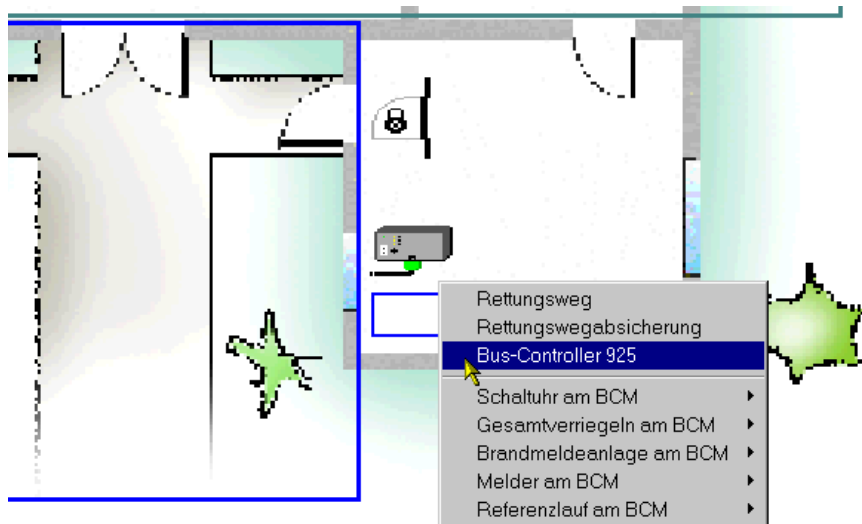 Rettungsweg
Rettungswegabsicherung
Bus-Controller 925
Schaltuhr am BCM
Gesamtverriegeln am BCM
Brandmeldeanlage am BCM
Melder am BCM
Referenzlauf am BCM